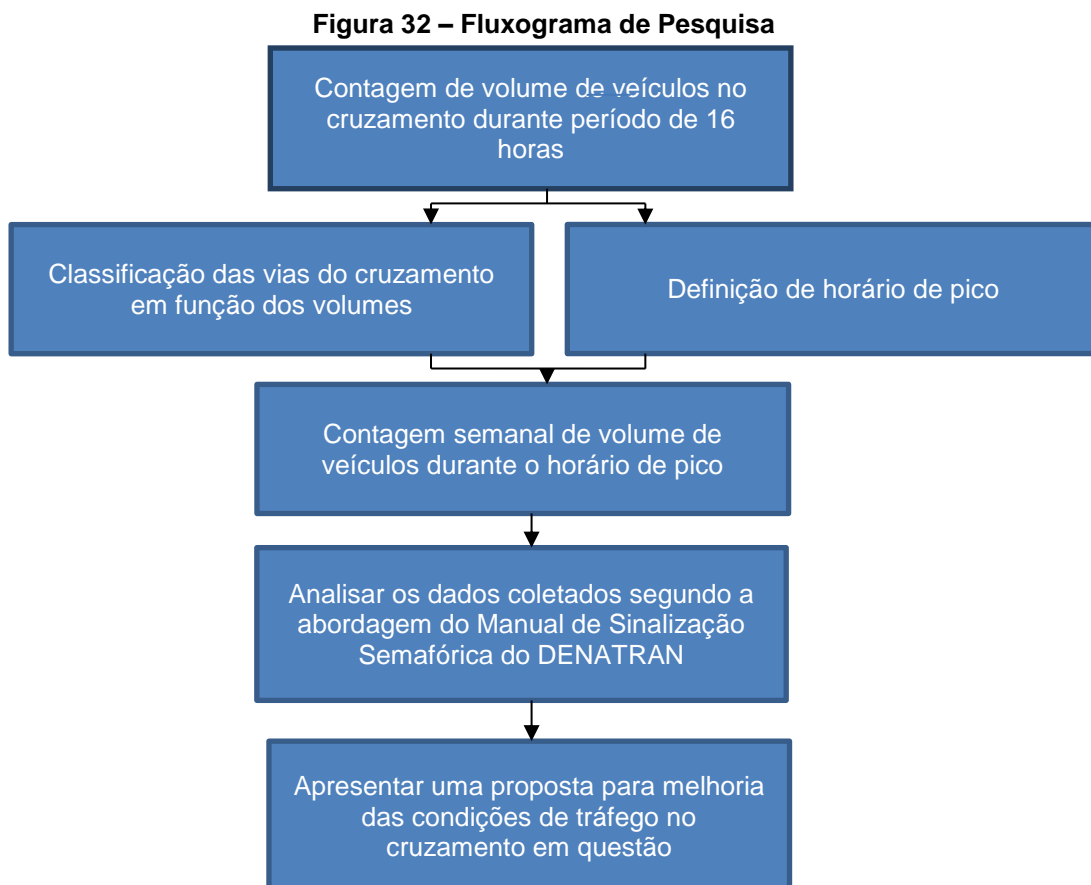 Figura 32 – Fluxograma de Pesquisa
Contagem de volume de veículos no
cruzamento durante período de 16
horas
Classificação das vias do cruzamento
em função dos volumes
Definição de horário de pico
Contagem semanal de volume de
veículos durante o horário de pico
Analisar os dados coletados segundo a
abordagem do Manual de Sinalização
Semafórica do DENATRAN
Apresentar uma proposta para melhoria
das condições de tráfego no
cruzamento em questão